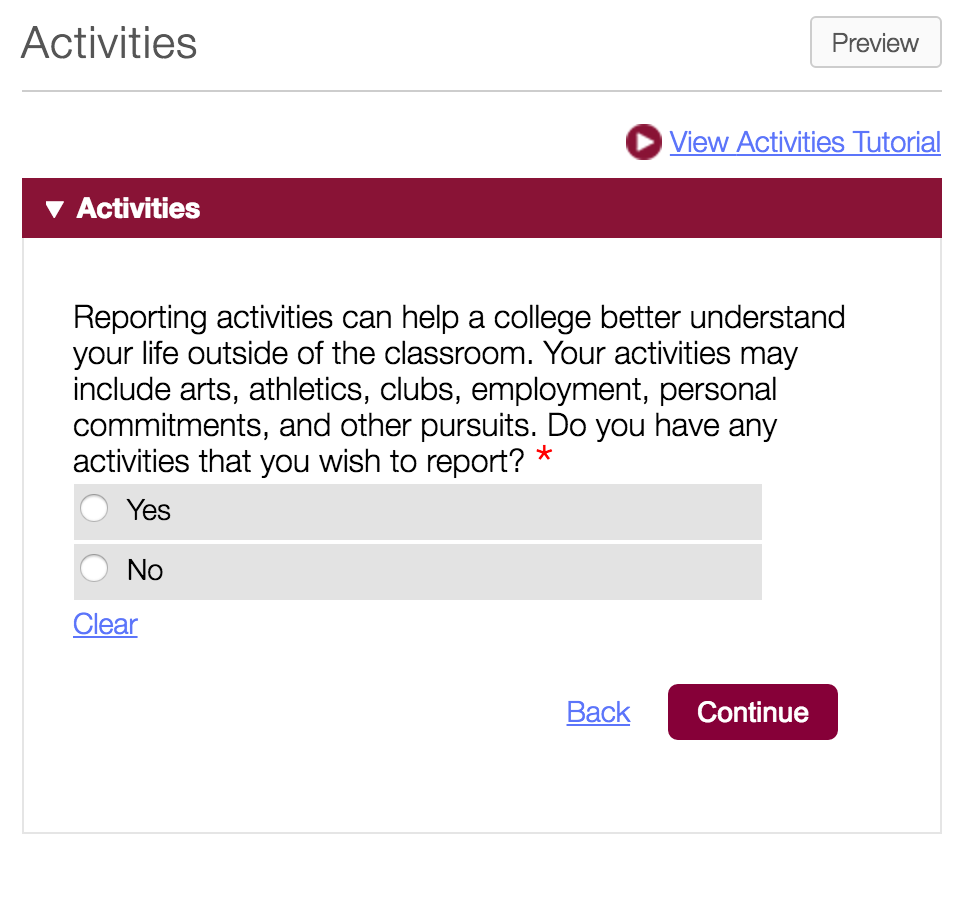 Activities
Preview
View Activities Tutorial
Activities
Reporting activities can help a college better understand
your life outside of the classroom. Your activities may
include arts, athletics, clubs, employment, personal
commitments, and other pursuits. Do you have any
activities that you wish to report? *
Yes
No
Clear
Back
Continue